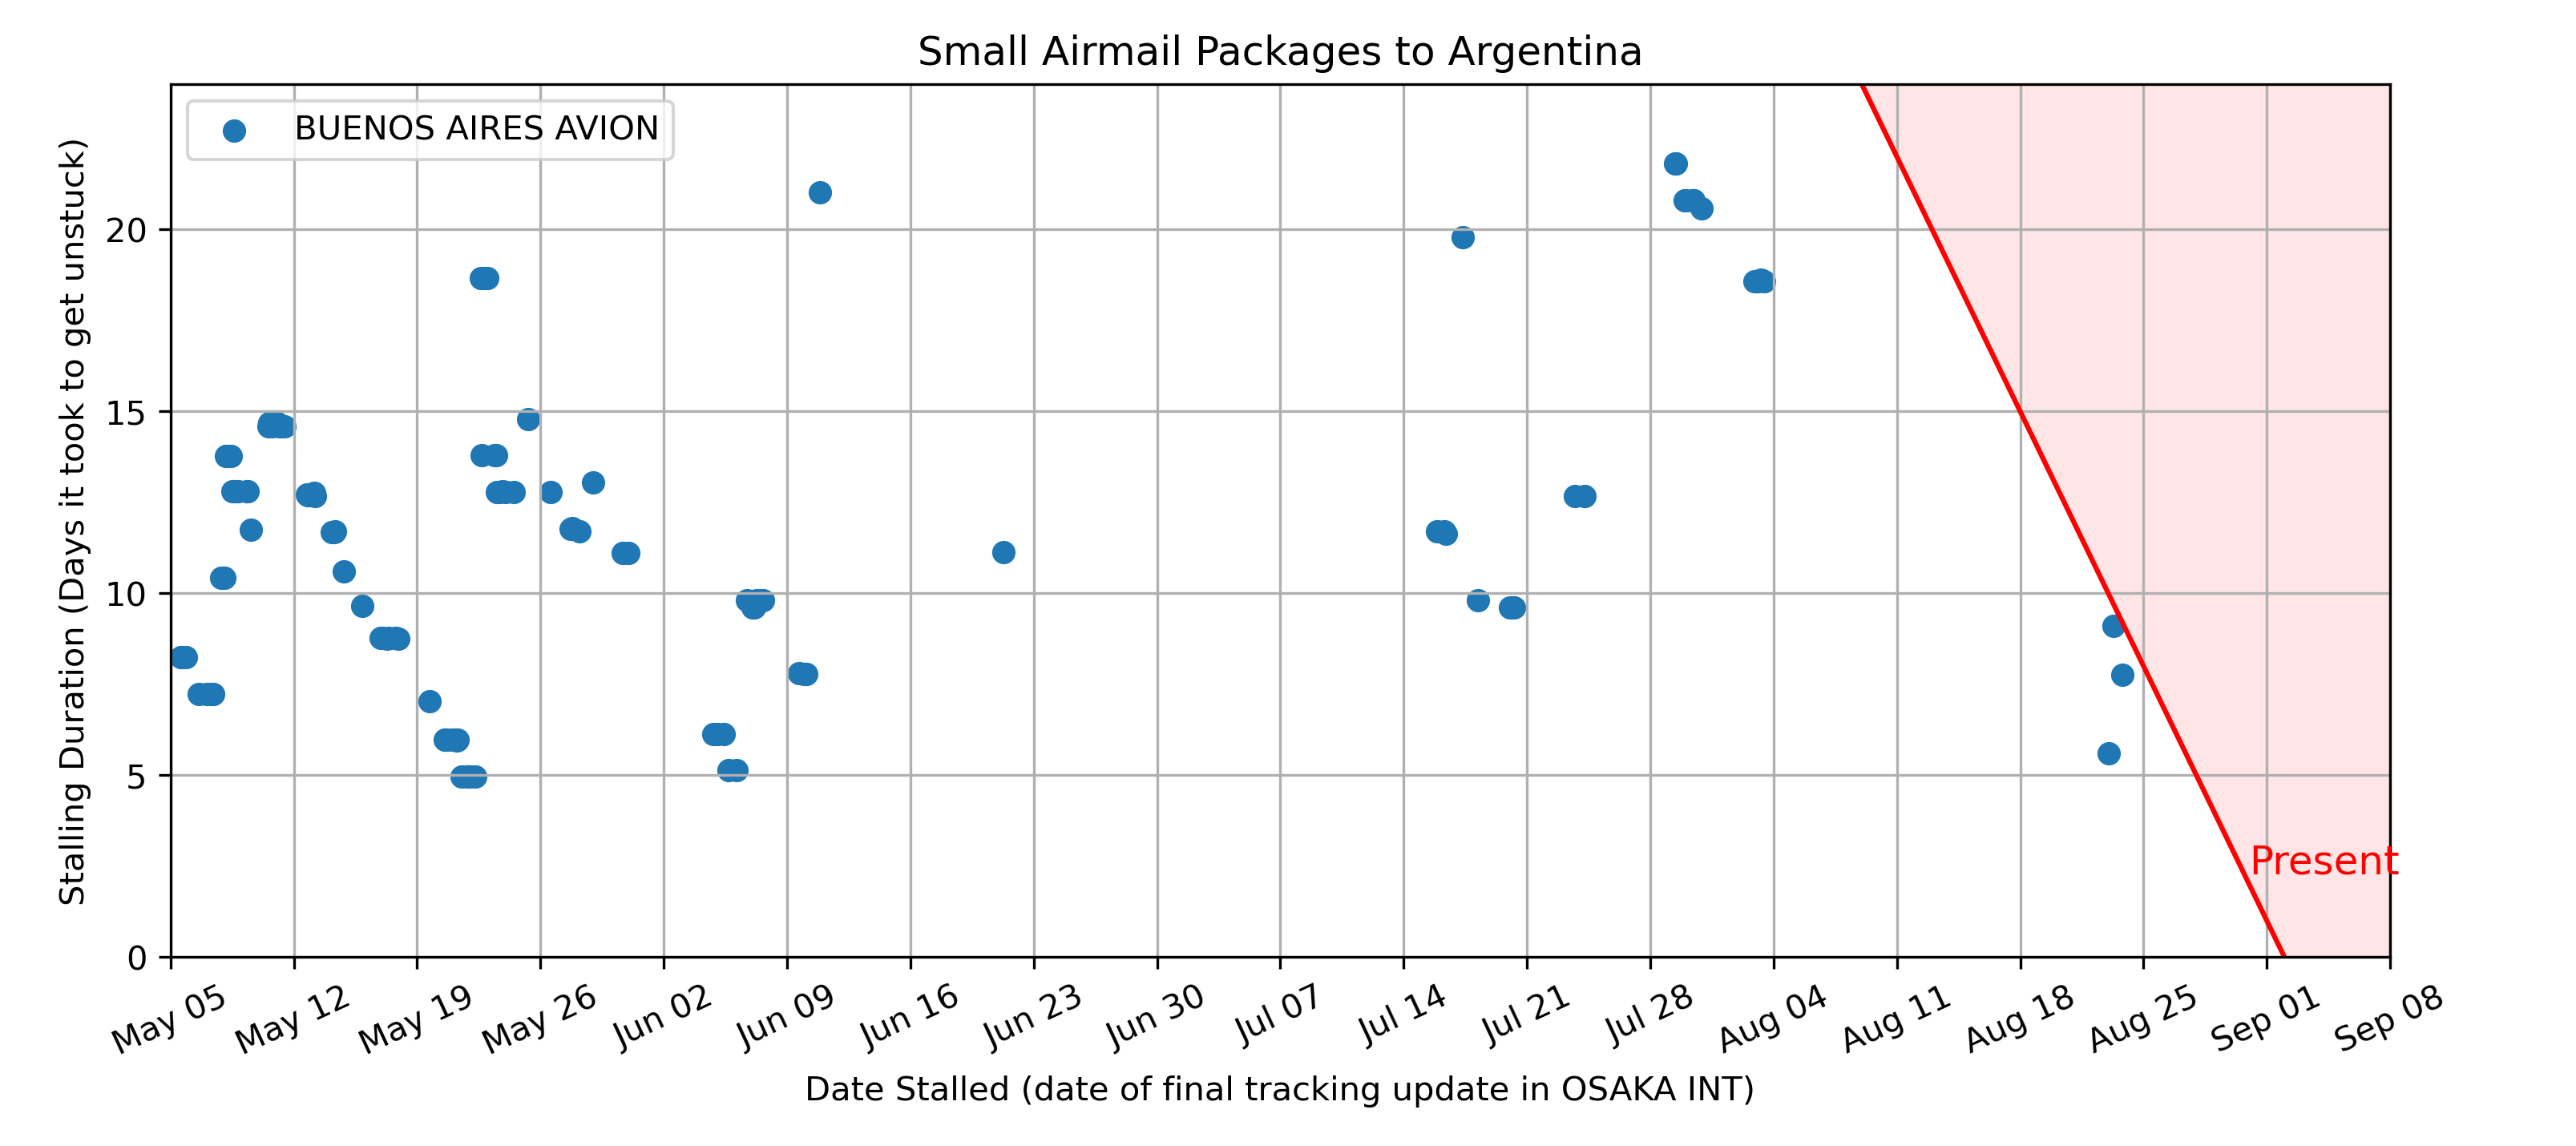 Small Airmail Packages to Argentina
BUENOS AIRES AVION
Stalling Duration (Days it took to get unstuck)
20
15
10
5
0
Present
May 05 May 12 May 19 May 26 Jun 02 Jun 09 Jun 16 Jun 23 Jun 30 Jul 07 Jul 14 Jul 21 Jul 28 Aug 04 Aug 11 Aug 18 Aug 25 Sep 01 Sep 08
Date Stalled (date of final tracking update in OSAKA INT)